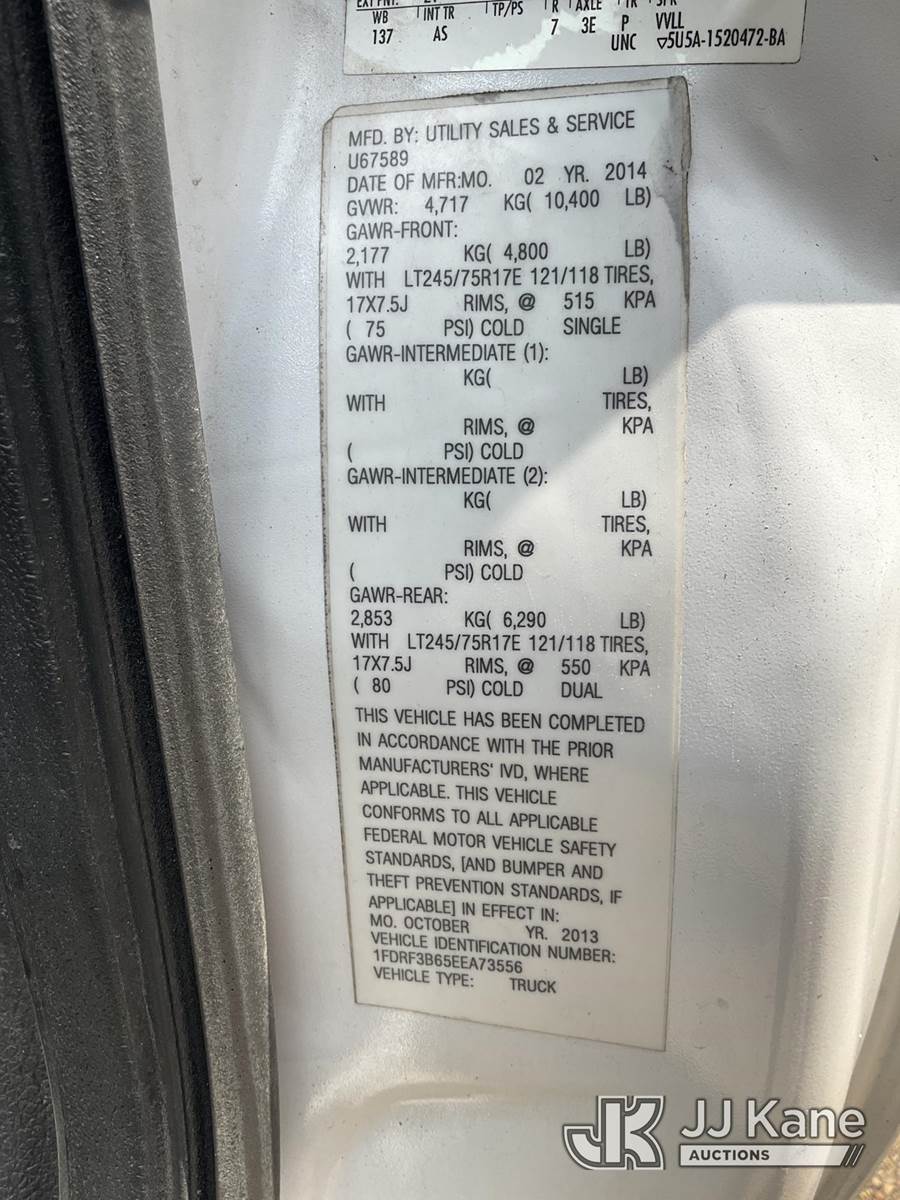 WB INT TR TP/PS R AXLE TR SPR
137 AS 7 3E P VVLL
UNC ▽5U5A-1520472-BA
MFD. BY: UTILITY SALES & SERVICE
U67589
DATE OF MFR:MO. 02 YR. 2014
GVWR: 4,717 KG( 10,400 LB)
GAWR-FRONT:
2,177 KG( 4,800 LB)
WITH LT245/75R17E 121/118 TIRES,
17X7.5J RIMS, @ 515 KPA
( 75 PSI) COLD SINGLE
GAWR-INTERMEDIATE (1):
KG( LB)
WITH TIRES,
RIMS, @ KPA
( PSI) COLD
GAWR-INTERMEDIATE (2):
KG( LB)
WITH TIRES,
RIMS, @ KPA
( PSI) COLD
GAWR-REAR:
2,853 KG( 6,290 LB)
WITH LT245/75R17E 121/118 TIRES,
17X7.5J RIMS, @ 550 KPA
( 80 PSI) COLD DUAL
THIS VEHICLE HAS BEEN COMPLETED
IN ACCORDANCE WITH THE PRIOR
MANUFACTURERS' IVD, WHERE
APPLICABLE. THIS VEHICLE
CONFORMS TO ALL APPLICABLE
FEDERAL MOTOR VEHICLE SAFETY
STANDARDS, [AND BUMPER AND
THEFT PREVENTION STANDARDS, IF
APPLICABLE] IN EFFECT IN:
MO. OCTOBER YR. 2013
VEHICLE IDENTIFICATION NUMBER:
1FDRF3B65EEA73556
VEHICLE TYPE: TRUCK
JK JJ Kane
AUCTIONS